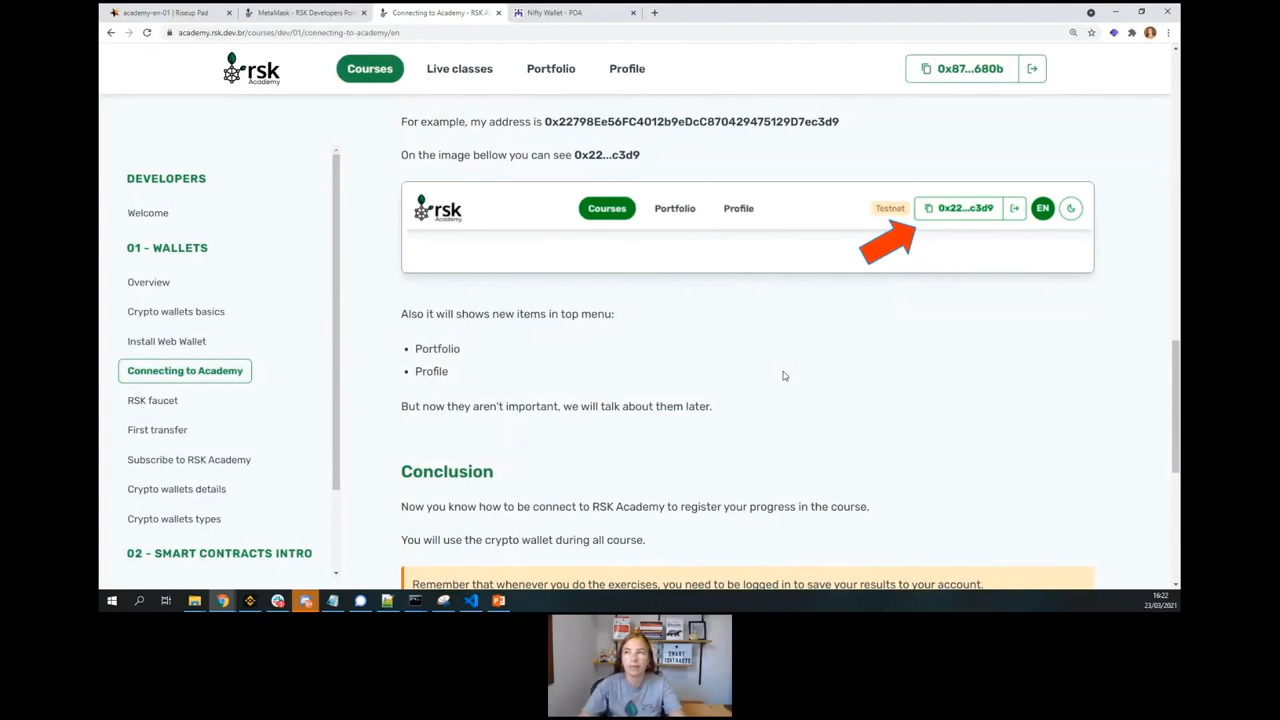 academy-en-01 | Riseup Pad
MetaMask - RSK Developers Po
Connecting to Academy - RSK A
Nifty Wallet - POA
academy.rsk.dev.br/courses/dev/01/connecting-to-academy/en
rsk
Academy
Courses
Live classes
Portfolio
Profile
0x87...680b
DEVELOPERS
Welcome
01 - WALLETS
Overview
Crypto wallets basics
Install Web Wallet
Connecting to Academy
RSK faucet
First transfer
Subscribe to RSK Academy
Crypto wallets details
Crypto wallets types
02 - SMART CONTRACTS INTRO
For example, my address is 0x22798Ee56FC4012b9eDcC870429475129D7ec3d9
On the image bellow you can see 0x22...c3d9
rsk
Academy
Courses
Portfolio
Profile
Testnet
0x22...c3d9
EN
Also it will shows new items in top menu:
• Portfolio
• Profile
But now they aren't important, we will talk about them later.
Conclusion
Now you know how to be connect to RSK Academy to register your progress in the course.
You will use the crypto wallet during all course.
Remember that whenever you do the exercises, you need to be logged in to save your results to your account.
16:22
23/03/2021
SMART
CONTRACTS
RSK